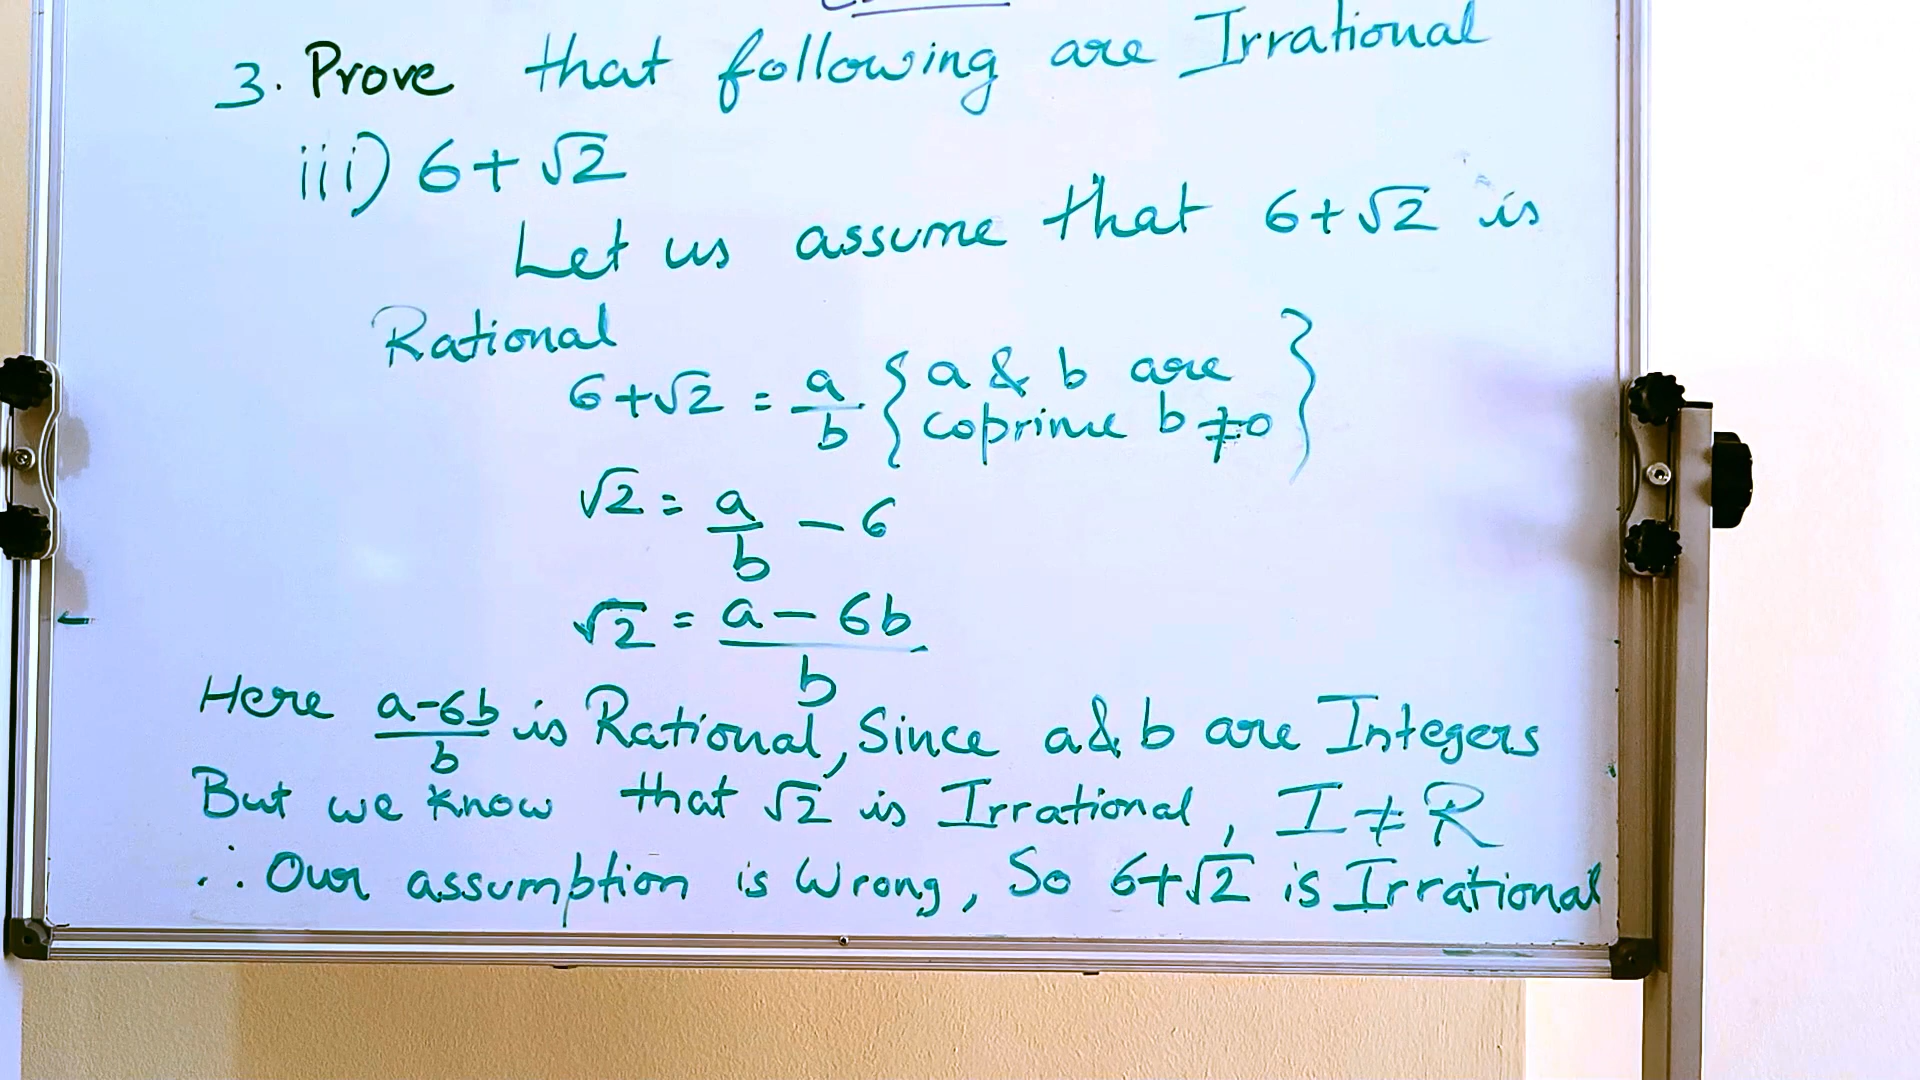 3. Prove that following are Irrational
iii) 6+√2
Let us assume that 6+√2 is
Rational
6+√2 = a/b {a & b are coprime b≠0}
√2 = a/b - 6
√2 = a-6b/b
Here a-6b/b is Rational, Since a & b are Integers
But we know that √2 is Irrational, I ≠ R
∴ Our assumption is Wrong, So 6+√2 is Irrational